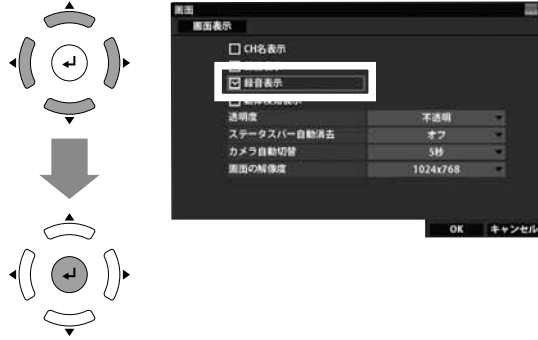 画面
画面表示
CH名表示
録音表示
透明度 不透明
ステータスバー自動消去 オフ
カメラ自動切替 5秒
画面の解像度 1024x768
OK キャンセル